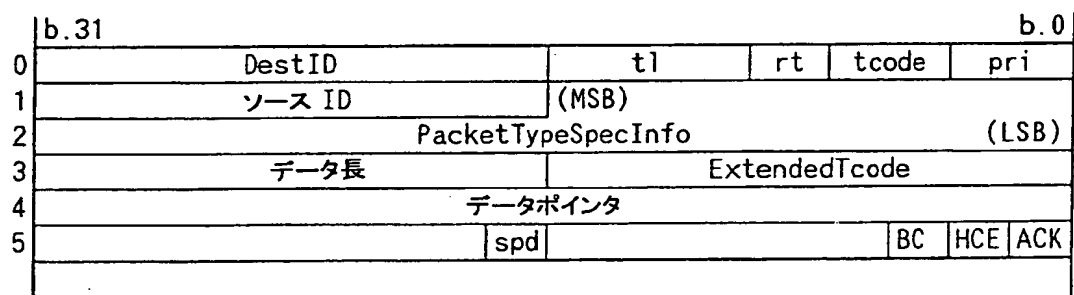 b.31 b.0
0 DestID tl rt tcode pri
1 ソース ID (MSB)
2 PacketTypeSpecInfo (LSB)
3 データ長 ExtendedTcode
4 データポインタ
5 spd BC HCE ACK